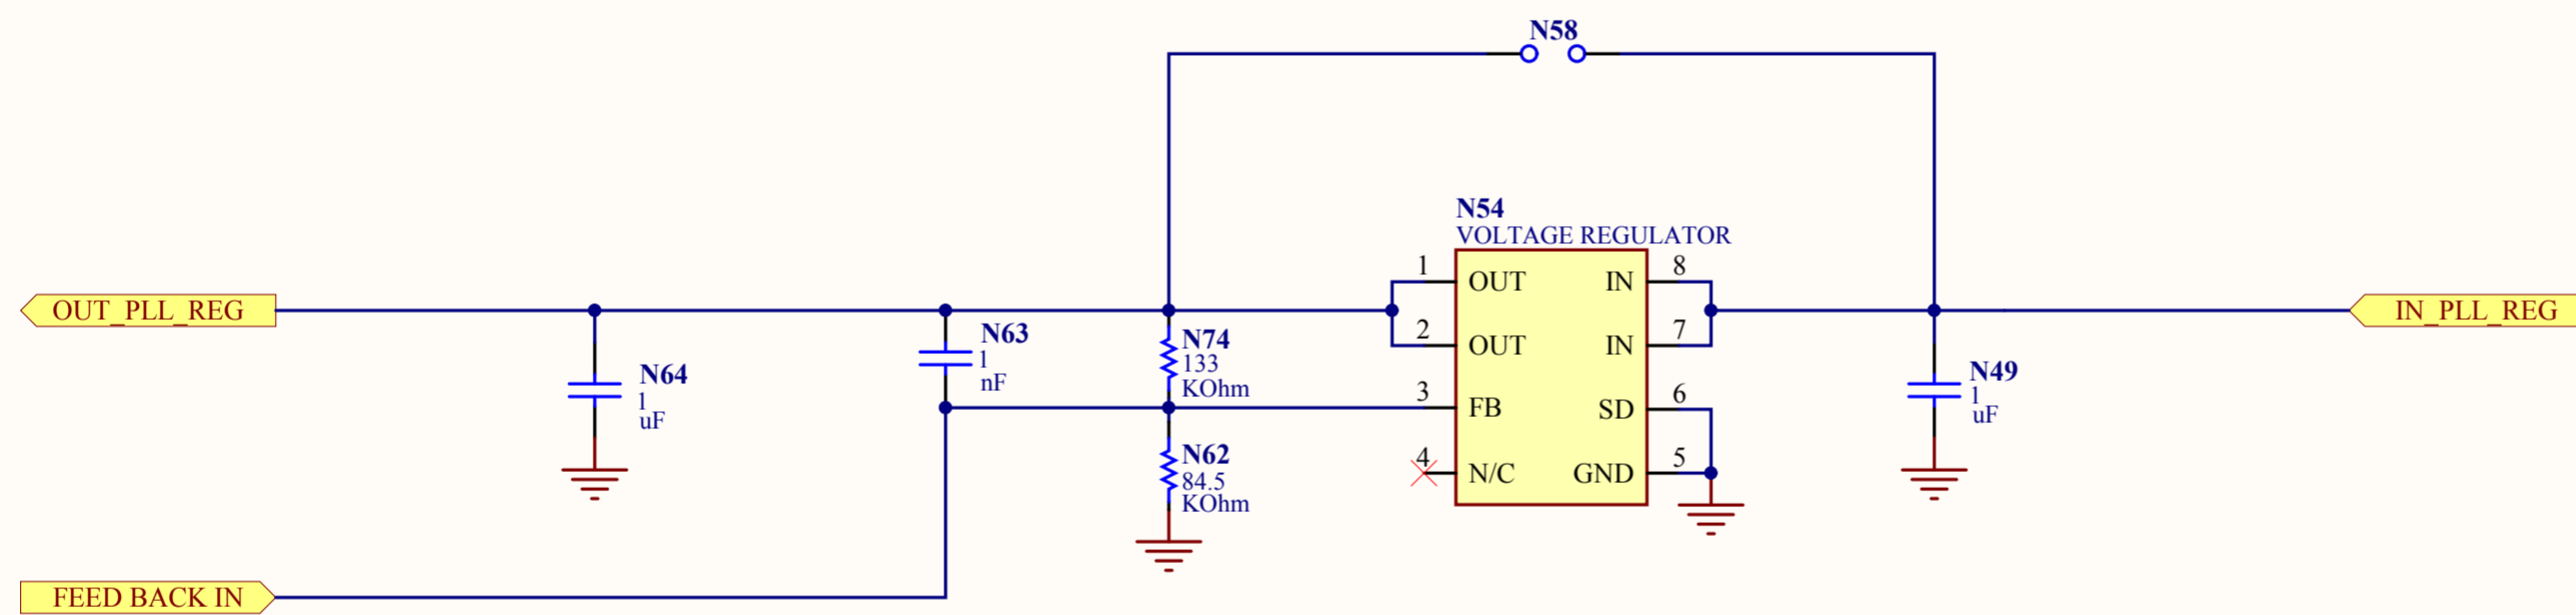 N58
N54
VOLTAGE REGULATOR
1 OUT IN 8
OUT_PLL_REG
IN_PLL_REG
2 OUT IN 7
N63
1
nF
N74
133
KOhm
N64
1
uF
N49
1
uF
3 FB SD 6
4 N/C GND 5
N62
84.5
KOhm
FEED BACK IN